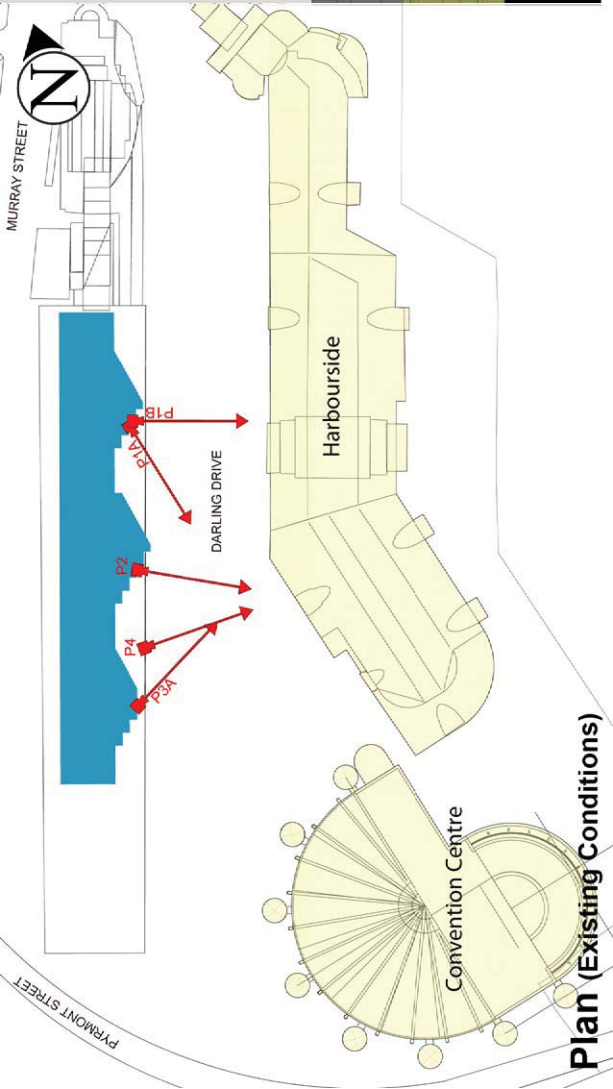 N
MURRAY STREET
P1B
P1A
DARLING DRIVE
P2
P4
P3A
Harbourside
Convention Centre
PYRMONT STREET
Plan (Existing Conditions)